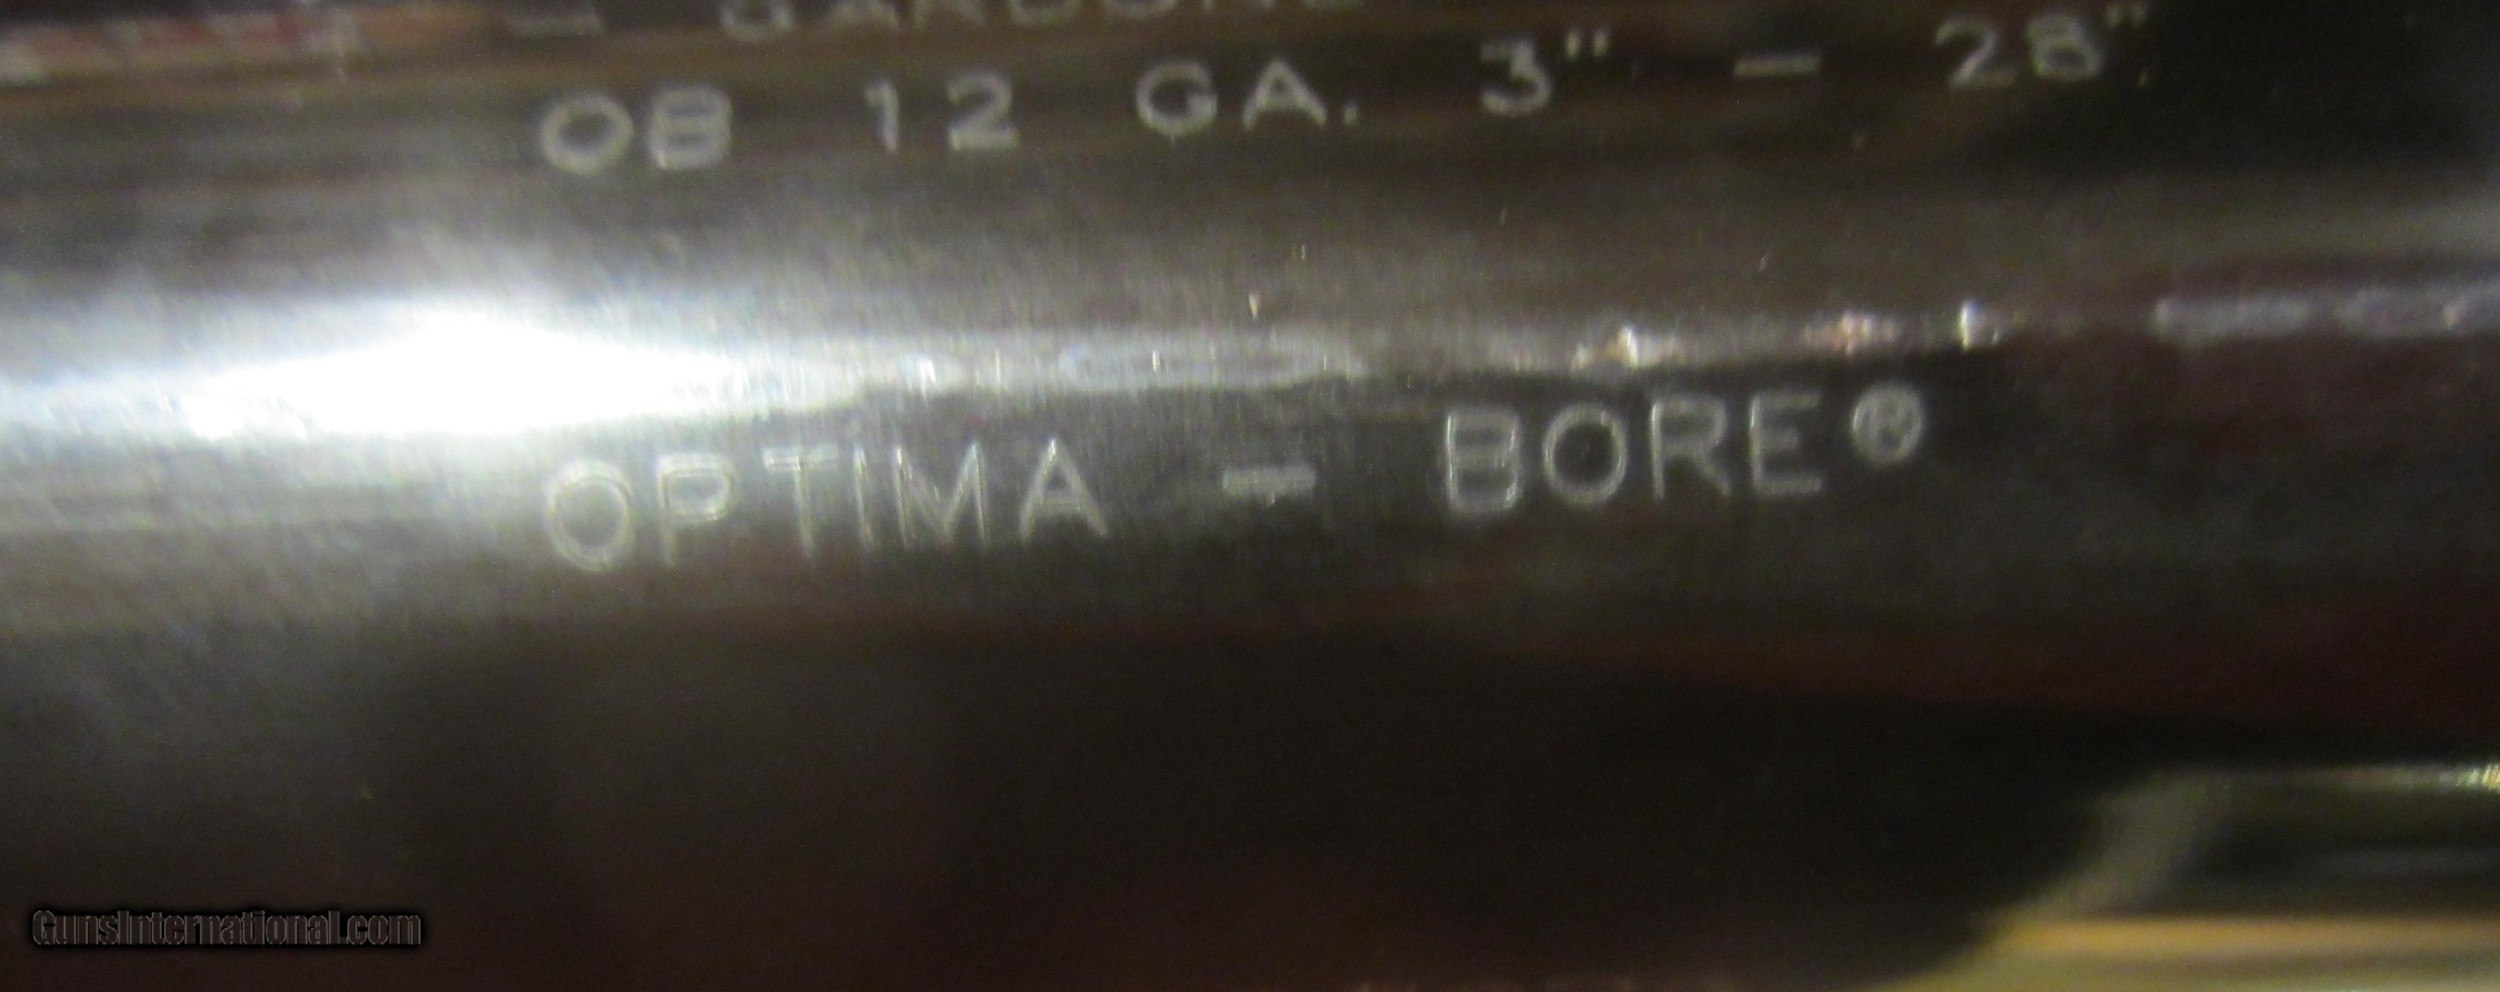 OB 12 GA. 3" — 28"
OPTIMA - BORE®
GunsInternational.com